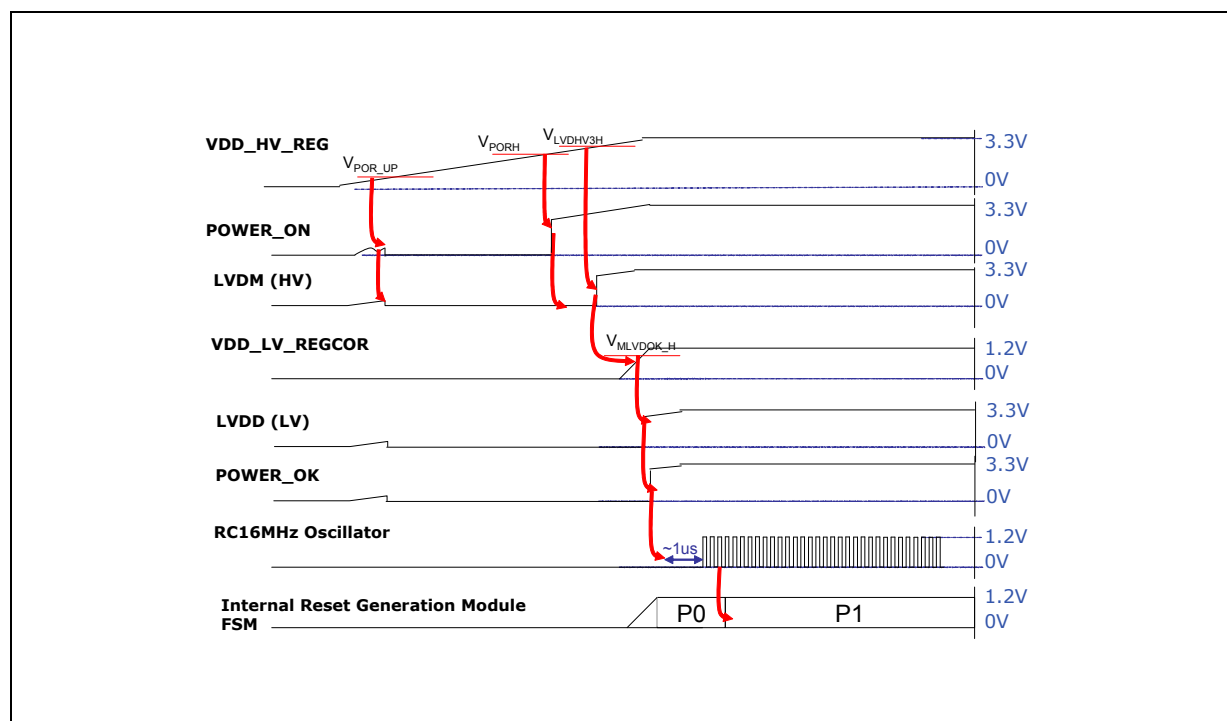 VDD_HV_REG
V_POR_UP
V_PORH
V_LVDHV3H
3.3V
0V
POWER_ON
3.3V
0V
LVDM (HV)
3.3V
0V
VDD_LV_REGCOR
V_MLVDOK_H
1.2V
0V
LVDD (LV)
3.3V
0V
POWER_OK
3.3V
0V
RC16MHz Oscillator
~1us
1.2V
0V
Internal Reset Generation Module
FSM
P0
P1
1.2V
0V